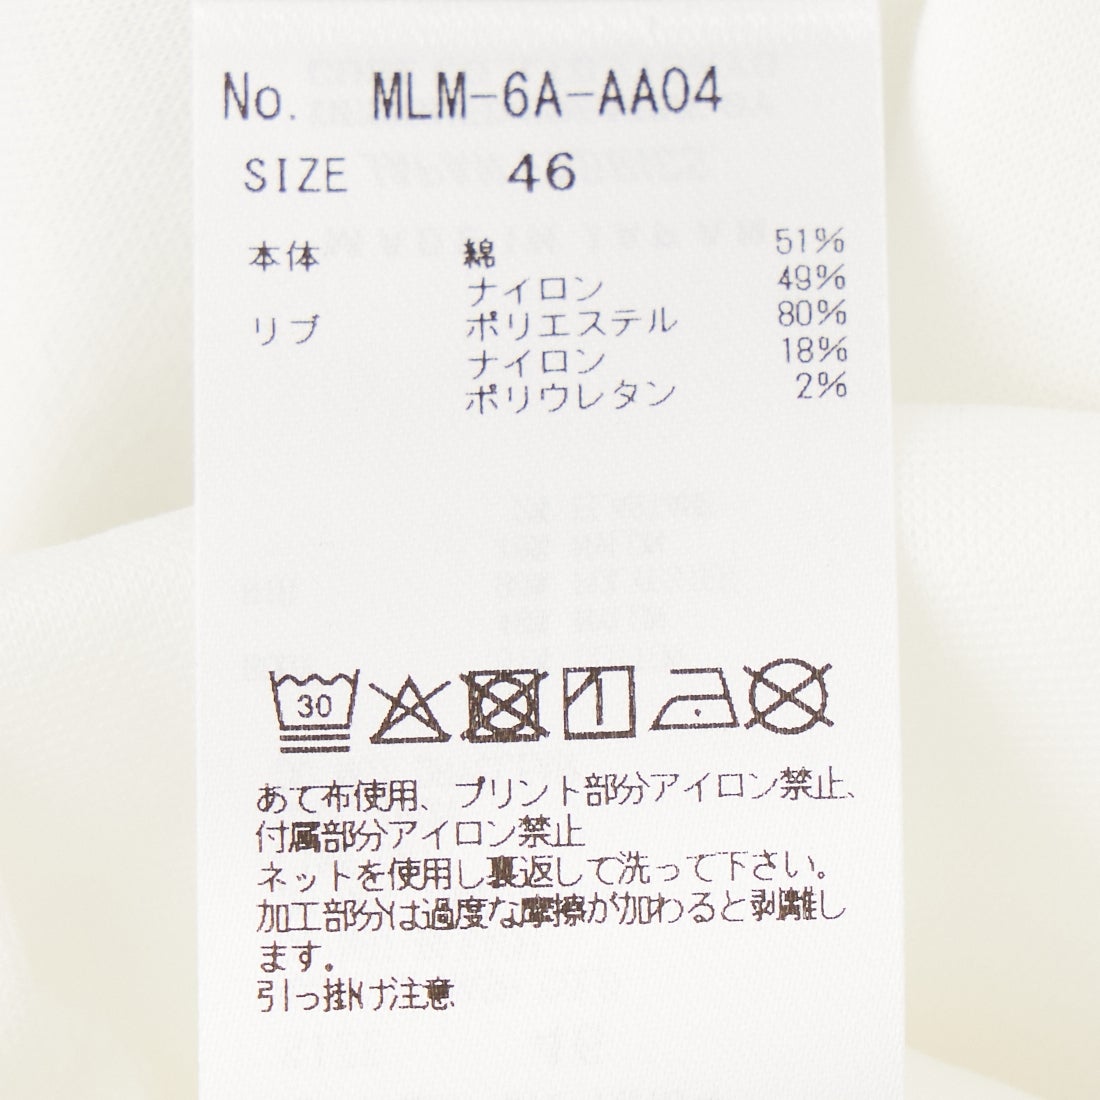 No. MLM-6A-AA04
SIZE 46
本体 綿 51%
ナイロン 49%
リブ ポリエステル 80%
ナイロン 18%
ポリウレタン 2%
30
あて布使用、プリント部分アイロン禁止、
付属部分アイロン禁止
ネットを使用し裏返して洗って下さい。
加工部分は過度な摩擦が加わると剥離し
ます。
引っ掛け注意